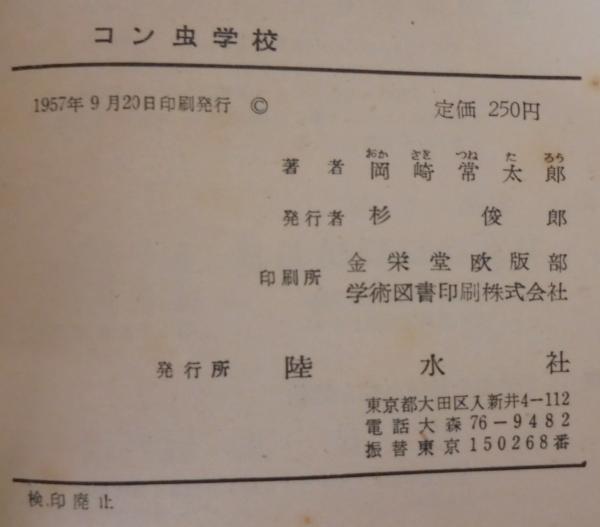 コン虫学校
1957年9月20日印刷発行 © 定価 250円
おか ざき つね た ろう
著者 岡崎常太郎
発行者 杉俊郎
印刷所 金栄堂欧版部
学術図書印刷株式会社
発行所 陸水社
東京都大田区入新井4-112
電話大森76-9482
振替東京150268番
検印廃止